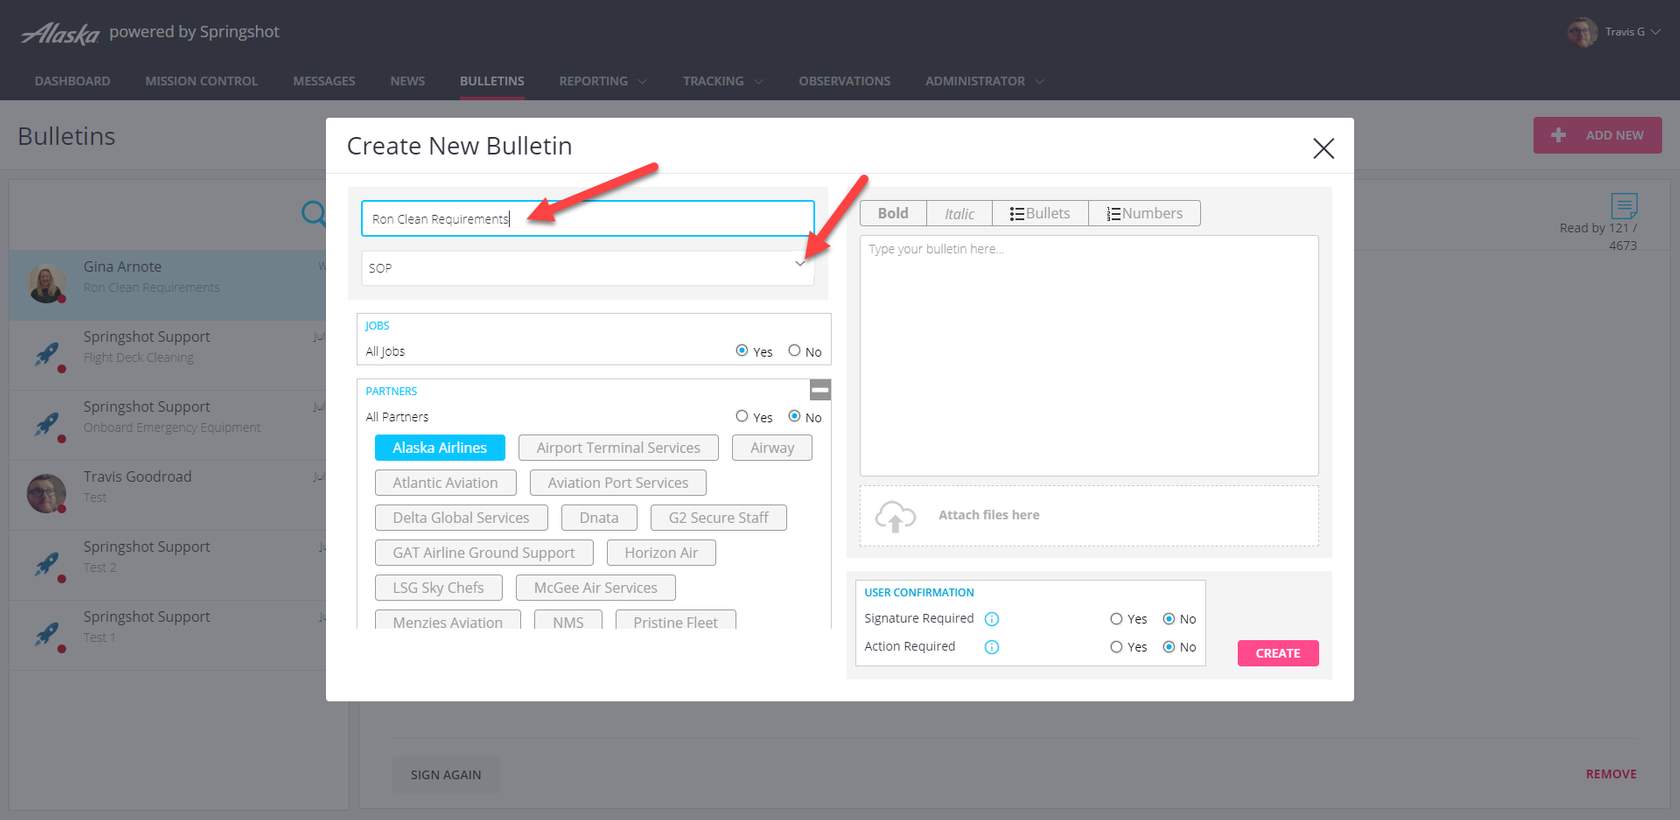 Alaska powered by Springshot
Travis G
DASHBOARD MISSION CONTROL MESSAGES NEWS BULLETINS REPORTING TRACKING OBSERVATIONS ADMINISTRATOR
Bulletins
ADD NEW
Create New Bulletin
Ron Clean Requirements
SOP
JOBS
All Jobs Yes No
PARTNERS
All Partners Yes No
Alaska Airlines Airport Terminal Services Airway
Atlantic Aviation Aviation Port Services
Delta Global Services Dnata G2 Secure Staff
GAT Airline Ground Support Horizon Air
LSG Sky Chefs McGee Air Services
Menzies Aviation NMS Pristine Fleet
Bold Italic Bullets Numbers
Type your bulletin here...
Attach files here
USER CONFIRMATION
Signature Required Yes No
Action Required Yes No
CREATE
Gina Arnote
Ron Clean Requirements
Springshot Support
Flight Deck Cleaning
Springshot Support
Onboard Emergency Equipment
Travis Goodroad
Test
Springshot Support
Test 2
Springshot Support
Test 1
Read by 121 /
4673
SIGN AGAIN
REMOVE